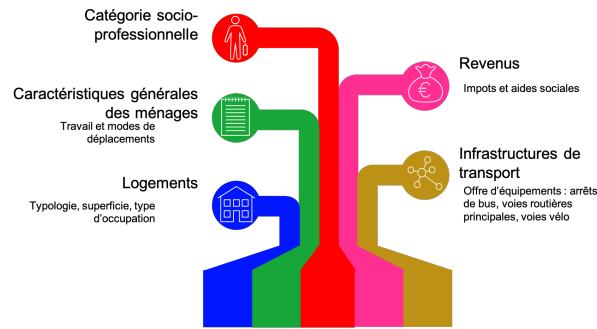 Catégorie socio-
professionnelle
Caractéristiques générales
des ménages
Travail et modes de
déplacements
Logements
Typologie, superficie, type
d'occupation
Revenus
Impots et aides sociales
€
Infrastructures de
transport
Offre d'équipements : arrêts
de bus, voies routières
principales, voies vélo